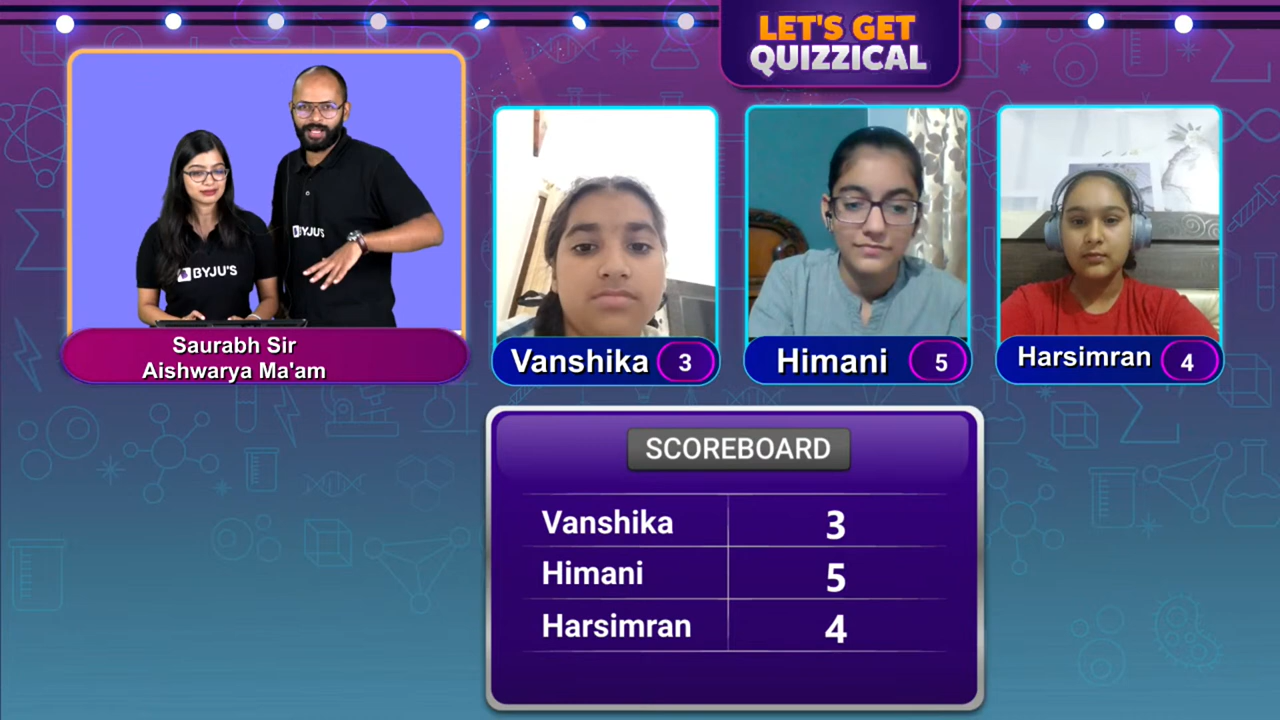 LET'S GET
QUIZZICAL
BYJU'S
BYJU'S
Saurabh Sir
Aishwarya Ma'am
Vanshika 3
Himani 5
Harsimran 4
SCOREBOARD
Vanshika 3
Himani 5
Harsimran 4